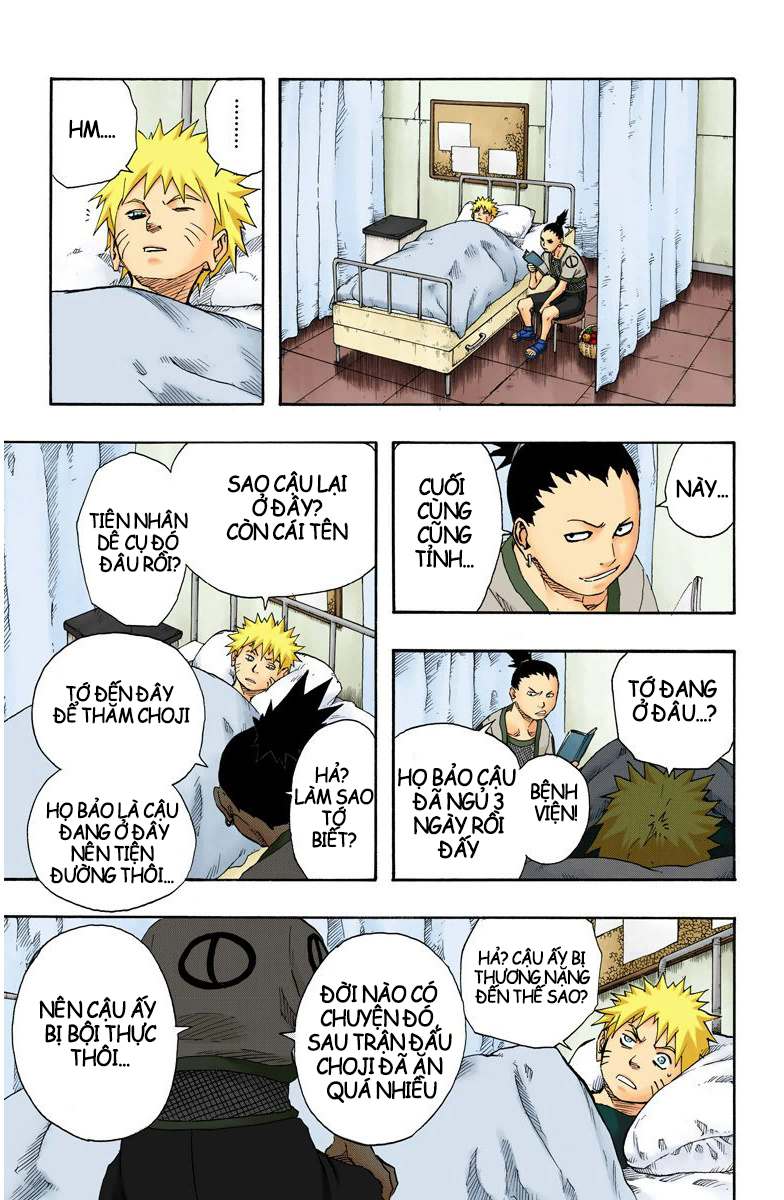 .........
HM....
NÀY...
CUỐI
CÙNG
CŨNG
TỈNH...
TỚ ĐANG
Ở ĐÂU...?
BỆNH
VIỆN!
HỌ BẢO CẬU
ĐÃ NGỦ 3
NGÀY RỒI
ĐẤY
SAO CẬU LẠI
Ở ĐÂY?
CÒN CÁI TÊN
TIÊN NHÂN
DÊ CỤ ĐÓ
ĐÂU RỒI?
HẢ?
LÀM SAO
TỚ
BIẾT?
TỚ ĐẾN ĐÂY
ĐỂ THĂM CHOJI
HỌ BẢO LÀ CẬU
ĐANG Ở ĐÂY
NÊN TIỆN
ĐƯỜNG THÔI...
HẢ? CẬU ẤY BỊ
THƯƠNG NẶNG
ĐẾN THẾ SAO?
ĐỜI NÀO CÓ
CHUYỆN ĐÓ
SAU TRẬN ĐẤU
CHOJI ĐÃ ĂN
QUÁ NHIỀU
NÊN CẬU ẤY
BỊ BỘI THỰC
THÔI...